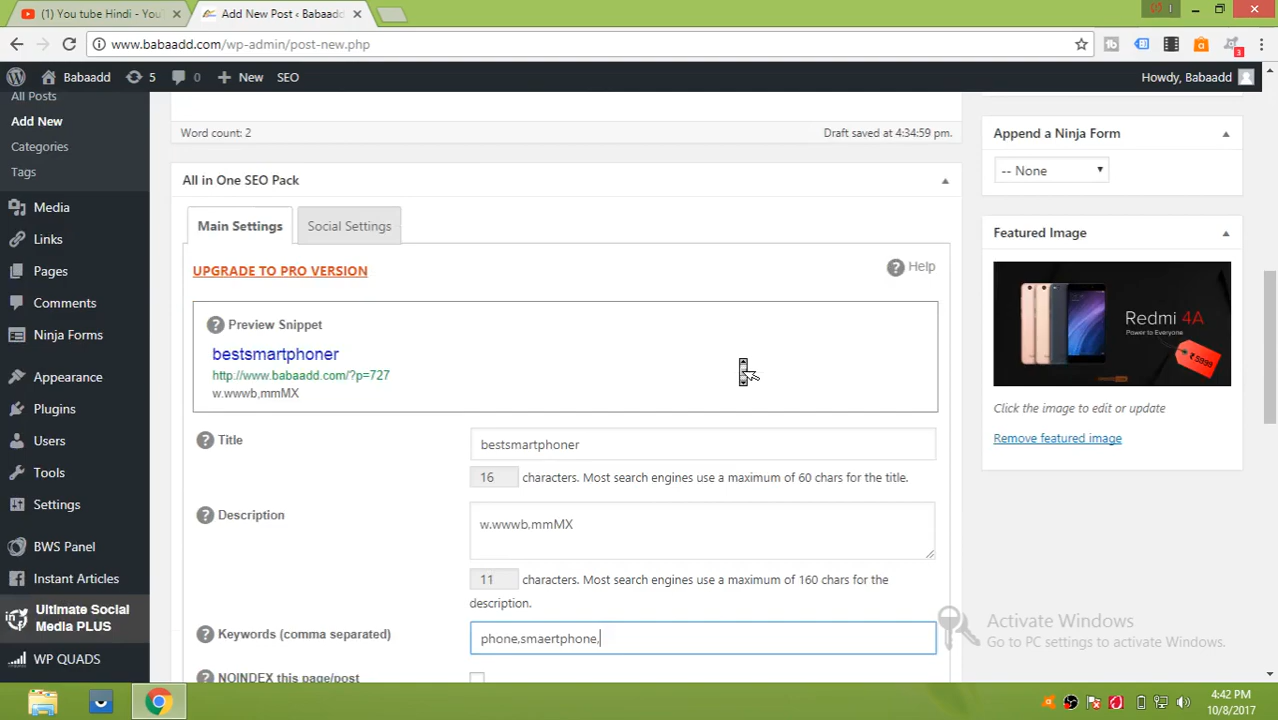 (1) You tube Hindi - You
Add New Post ‹ Babaadd
www.babaadd.com/wp-admin/post-new.php
3
Babaadd 5 0 New SEO Howdy, Babaadd
All Posts
Add New
Categories
Tags
Media
Links
Pages
Comments
Ninja Forms
Appearance
Plugins
Users
Tools
Settings
BWS Panel
Instant Articles
Ultimate Social
Media PLUS
WP QUADS
Word count: 2 Draft saved at 4:34:59 pm.
All in One SEO Pack
Main Settings Social Settings
UPGRADE TO PRO VERSION
? Help
? Preview Snippet
bestsmartphoner
http://www.babaadd.com/?p=727
w.wwwb,mmMX
? Title
bestsmartphoner
16 characters. Most search engines use a maximum of 60 chars for the title.
? Description
w.wwwb,mmMX
11 characters. Most search engines use a maximum of 160 chars for the
description.
? Keywords (comma separated)
phone,smaertphone,
? NOINDEX this page/post
Append a Ninja Form
-- None
Featured Image
Redmi 4A
Power to Everyone
₹5999
Click the image to edit or update
Remove featured image
Activate Windows
Go to PC settings to activate Windows.
4:42 PM
10/8/2017